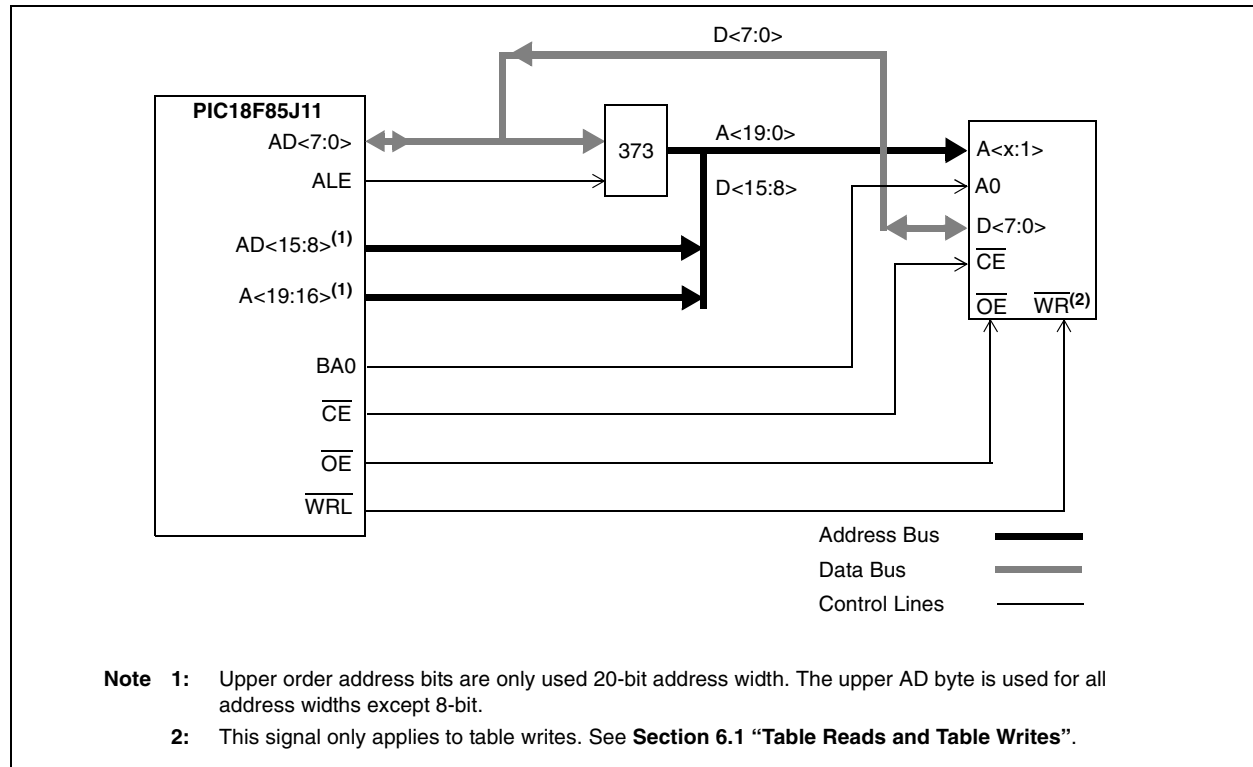 D<7:0>
PIC18F85J11
AD<7:0>
373
A<19:0>
A<x:1>
ALE
D<15:8>
A0
AD<15:8>(1)
D<7:0>
A<19:16>(1)
CE
OE WR(2)
BA0
CE
OE
WRL
Address Bus
Data Bus
Control Lines
Note 1: Upper order address bits are only used 20-bit address width. The upper AD byte is used for all
address widths except 8-bit.
2: This signal only applies to table writes. See Section 6.1 “Table Reads and Table Writes”.